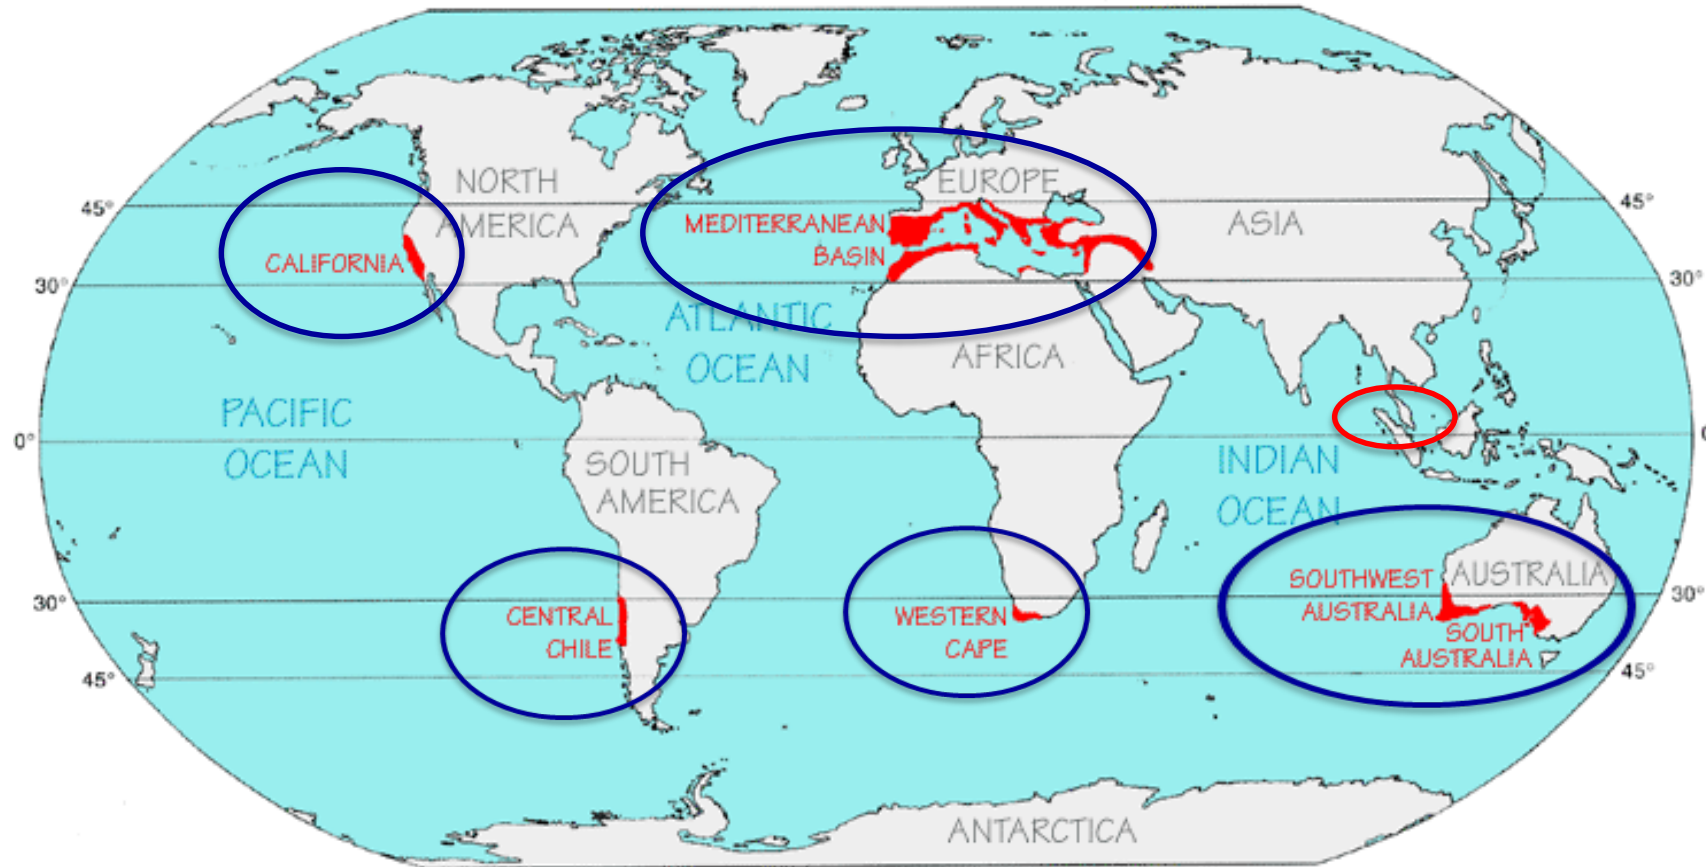 NORTH
AMERICA
EUROPE
ASIA
45°
45°
MEDITERRANEAN
BASIN
CALIFORNIA
30°
30°
ATLANTIC
OCEAN
AFRICA
PACIFIC
OCEAN
0°
0
SOUTH
AMERICA
INDIAN
OCEAN
SOUTHWEST
AUSTRALIA
AUSTRALIA
30°
30°
CENTRAL
CHILE
WESTERN
CAPE
SOUTH
AUSTRALIA
45°
45°
ANTARCTICA